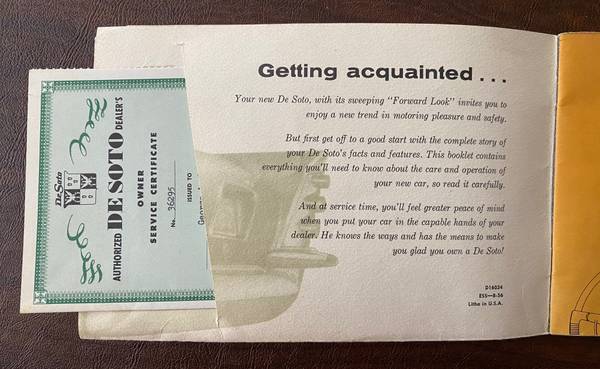 De Soto
AUTHORIZED DE SOTO DEALER'S
OWNER
SERVICE CERTIFICATE
No. 36295
ISSUED TO
Getting acquainted . . .
Your new De Soto, with its sweeping "Forward Look" invites you to
enjoy a new trend in motoring pleasure and safety.
But first get off to a good start with the complete story of
your De Soto's facts and features. This booklet contains
everything you'll need to know about the care and operation of
your new car, so read it carefully.
And at service time, you'll feel greater peace of mind
when you put your car in the capable hands of your
dealer. He knows the ways and has the means to make
you glad you own a De Soto!
D16024
ESS—8-56
Litho in U.S.A.